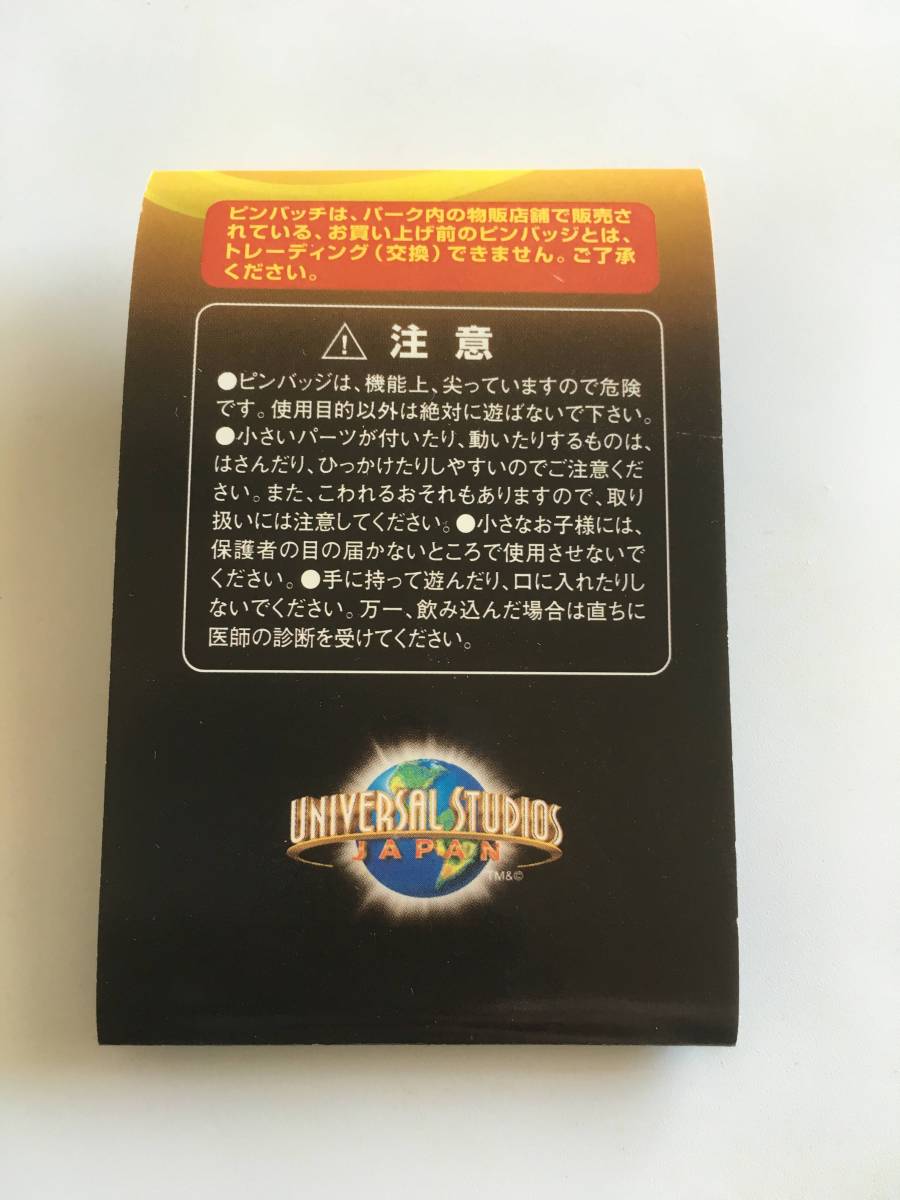 ピンバッチは、パーク内の物販店舗で販売さ
れている、お買い上げ前のピンバッジとは、
トレーディング(交換)できません。ご了承
ください。
注意
●ピンバッジは、機能上、尖っていますので危険
です。使用目的以外は絶対に遊ばないで下さい。
●小さいパーツが付いたり、動いたりするものは、
はさんだり、ひっかけたりしやすいのでご注意くだ
さい。また、こわれるおそれもありますので、取り
扱いには注意してください。●小さなお子様には、
保護者の目の届かないところで使用させないで
ください。●手に持って遊んだり、口に入れたりし
ないでください。万一、飲み込んだ場合は直ちに
医師の診断を受けてください。
UNIVERSAL STUDIOS
JAPAN
TM&©